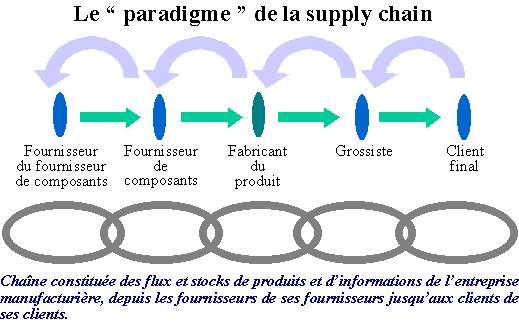 Le “ paradigme ” de la supply chain
Fournisseur
du fournisseur
de composants
Fournisseur
de
composants
Fabricant
du
produit
Grossiste
Client
final
Chaîne constituée des flux et stocks de produits et d’informations de l’entreprise
manufacturière, depuis les fournisseurs de ses fournisseurs jusqu’aux clients de
ses clients.